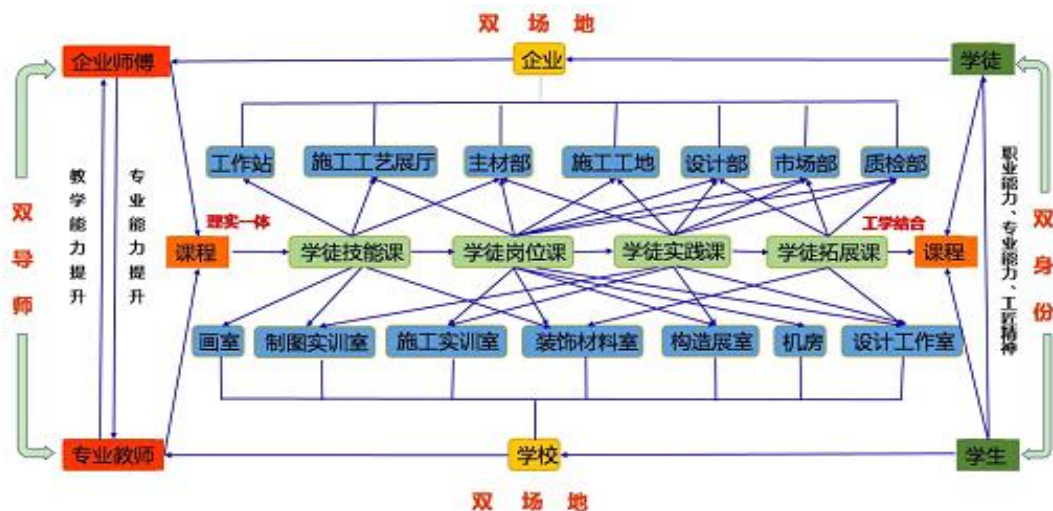 双 场 地
企业师傅
企业
学徒
工作站
施工工艺展厅
主材部
施工工地
设计部
市场部
质检部
双导师
教学能力提升
专业能力提升
理实一体
工学结合
课程
学徒技能课
学徒岗位课
学徒实践课
学徒拓展课
课程
职业能力、专业能力、工匠精神
双身份
画室
制图实训室
施工实训室
装饰材料室
构造展室
机房
设计工作室
专业教师
学校
学生
双 场 地